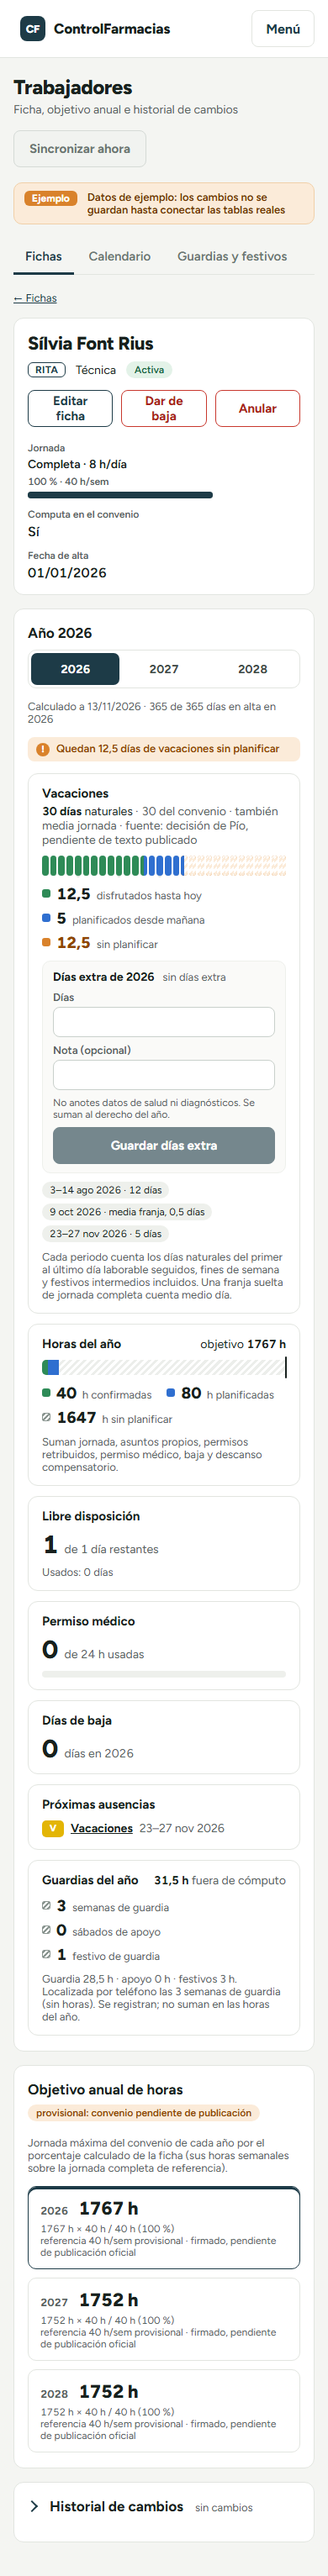 CF ControlFarmacias Menú
Trabajadores
Ficha, objetivo anual e historial de cambios
Sincronizar ahora
Ejemplo Datos de ejemplo: los cambios no se
guardan hasta conectar las tablas reales
Fichas Calendario Guardias y festivos
← Fichas
Sílvia Font Rius
RITA Técnica Activa
Editar
ficha
Dar de
baja
Anular
Jornada
Completa · 8 h/día
100 % · 40 h/sem
Computa en el convenio
Sí
Fecha de alta
01/01/2026
Año 2026
2026 2027 2028
Calculado a 13/11/2026 · 365 de 365 días en alta en
2026
! Quedan 12,5 días de vacaciones sin planificar
Vacaciones
30 días naturales · 30 del convenio · también
media jornada · fuente: decisión de Pío,
pendiente de texto publicado
12,5 disfrutados hasta hoy
5 planificados desde mañana
12,5 sin planificar
Días extra de 2026 sin días extra
Días
Nota (opcional)
No anotes datos de salud ni diagnósticos. Se
suman al derecho del año.
Guardar días extra
3–14 ago 2026 · 12 días
9 oct 2026 · media franja, 0,5 días
23–27 nov 2026 · 5 días
Cada periodo cuenta los días naturales del primer
al último día laborable seguidos, fines de semana
y festivos intermedios incluidos. Una franja suelta
de jornada completa cuenta medio día.
Horas del año objetivo 1767 h
40 h confirmadas 80 h planificadas
1647 h sin planificar
Suman jornada, asuntos propios, permisos
retribuidos, permiso médico, baja y descanso
compensatorio.
Libre disposición
1 de 1 día restantes
Usados: 0 días
Permiso médico
0 de 24 h usadas
Días de baja
0 días en 2026
Próximas ausencias
V Vacaciones 23–27 nov 2026
Guardias del año 31,5 h fuera de cómputo
3 semanas de guardia
0 sábados de apoyo
1 festivo de guardia
Guardia 28,5 h · apoyo 0 h · festivos 3 h.
Localizada por teléfono las 3 semanas de guardia
(sin horas). Se registran; no suman en las horas
del año.
Objetivo anual de horas
provisional: convenio pendiente de publicación
Jornada máxima del convenio de cada año por el
porcentaje calculado de la ficha (sus horas semanales
sobre la jornada completa de referencia).
2026 1767 h
1767 h × 40 h / 40 h (100 %)
referencia 40 h/sem provisional · firmado, pendiente
de publicación oficial
2027 1752 h
1752 h × 40 h / 40 h (100 %)
referencia 40 h/sem provisional · firmado, pendiente
de publicación oficial
2028 1752 h
1752 h × 40 h / 40 h (100 %)
referencia 40 h/sem provisional · firmado, pendiente
de publicación oficial
Historial de cambios sin cambios